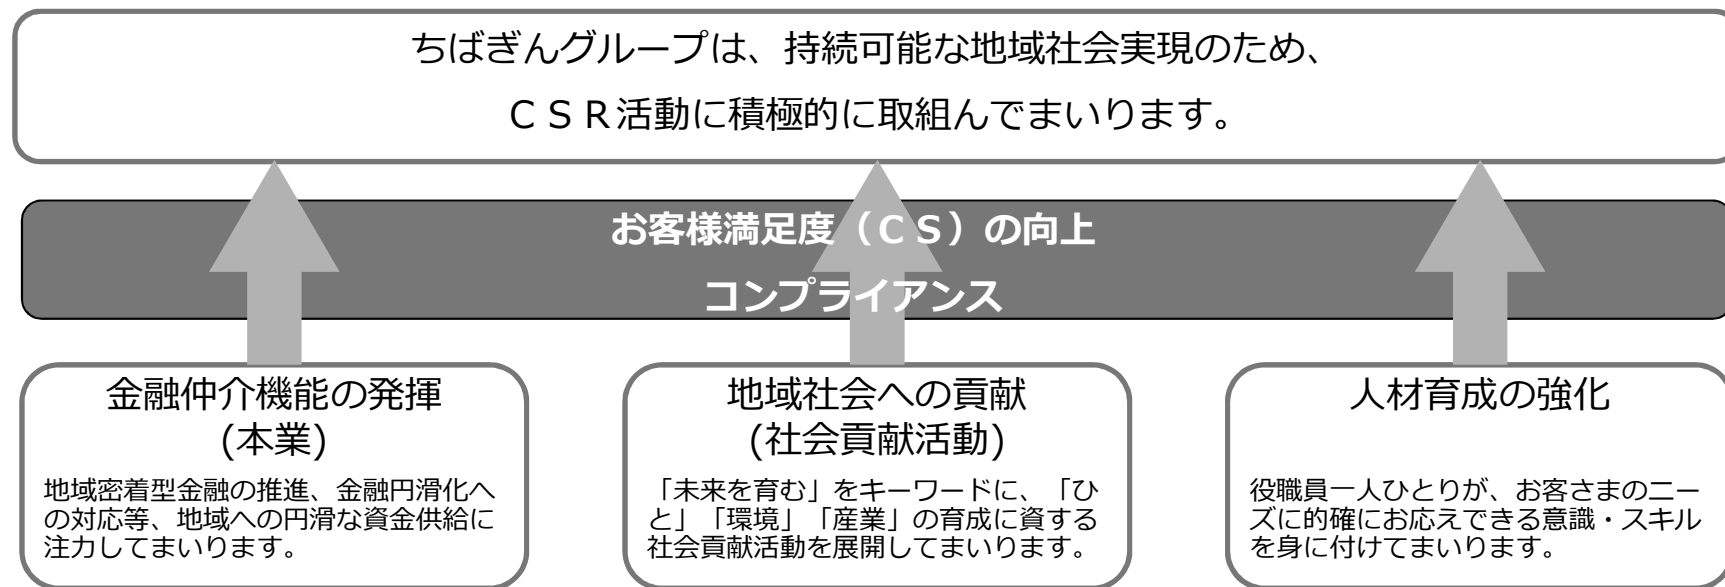 ちばぎんグループは、持続可能な地域社会実現のため、
ＣＳＲ活動に積極的に取組んでまいります。
お客様満足度（ＣＳ）の向上
コンプライアンス
金融仲介機能の発揮
(本業)
地域密着型金融の推進、金融円滑化へ
の対応等、地域への円滑な資金供給に
注力してまいります。
地域社会への貢献
(社会貢献活動)
「未来を育む」をキーワードに、「ひ
と」「環境」「産業」の育成に資する
社会貢献活動を展開してまいります。
人材育成の強化
役職員一人ひとりが、お客さまのニー
ズに的確にお応えできる意識・スキル
を身に付けてまいります。